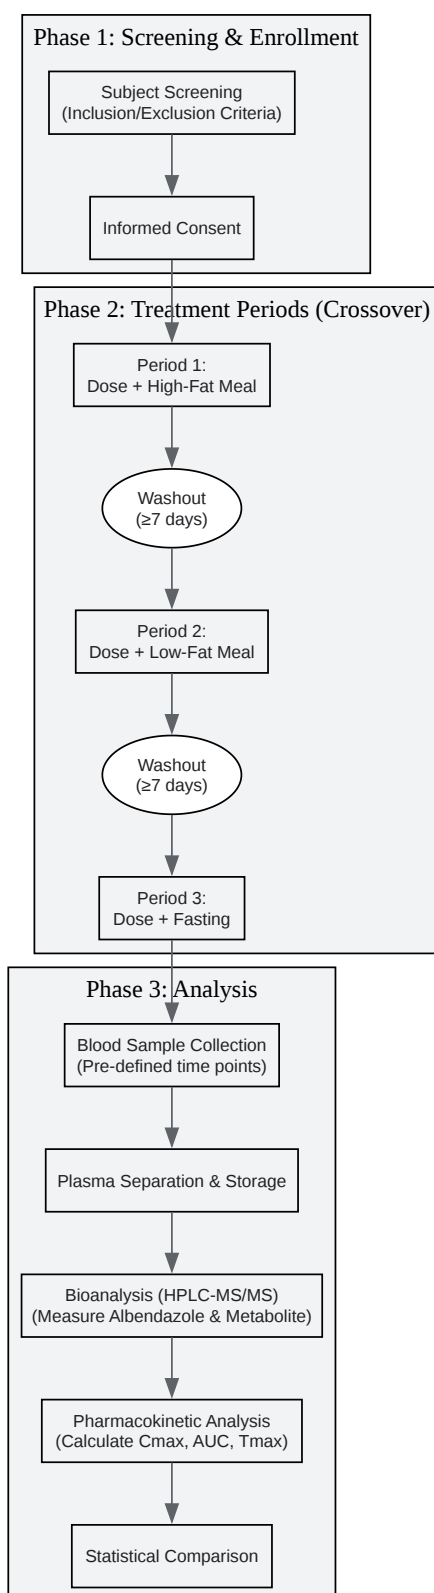 Phase 1: Screening & Enrollment
Subject Screening
(Inclusion/Exclusion Criteria)
Informed Consent
Phase 2: Treatment Periods (Crossover)
Period 1:
Dose + High-Fat Meal
Washout
(≥7 days)
Period 2:
Dose + Low-Fat Meal
Washout
(≥7 days)
Period 3:
Dose + Fasting
Phase 3: Analysis
Blood Sample Collection
(Pre-defined time points)
Plasma Separation & Storage
Bioanalysis (HPLC-MS/MS)
(Measure Albendazole & Metabolite)
Pharmacokinetic Analysis
(Calculate Cmax, AUC, Tmax)
Statistical Comparison